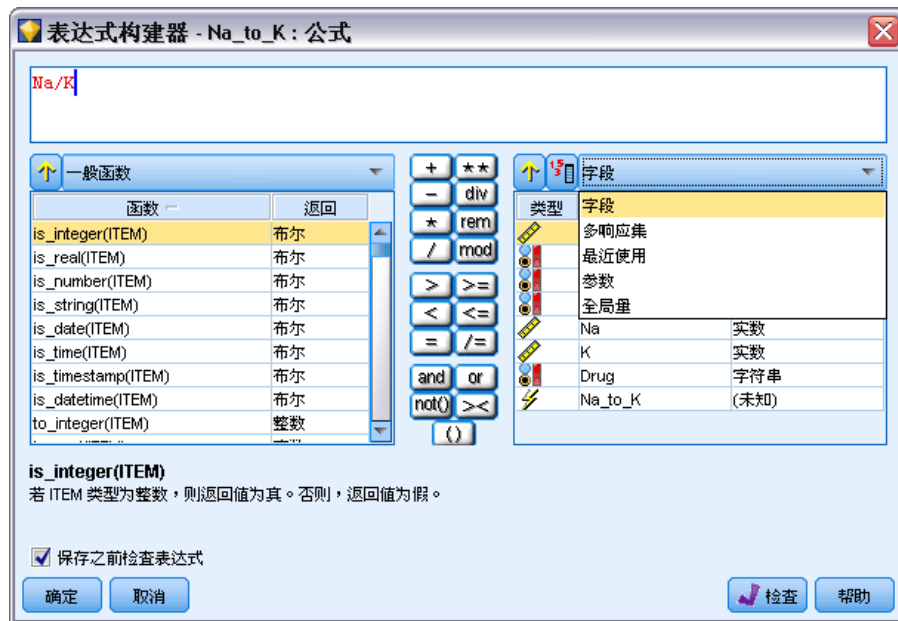 表达式构建器 - Na_to_K : 公式
Na/K
一般函数
函数 返回
is_integer(ITEM) 布尔
is_real(ITEM) 布尔
is_number(ITEM) 布尔
is_string(ITEM) 布尔
is_date(ITEM) 布尔
is_time(ITEM) 布尔
is_timestamp(ITEM) 布尔
is_datetime(ITEM) 布尔
to_integer(ITEM) 整数
+ **
- div
* rem
/ mod
> >=
< <=
= /=
and or
not() ><
()
字段
类型
字段
多响应集
最近使用
参数
全局量
Na 实数
K 实数
Drug 字符串
Na_to_K (未知)
is_integer(ITEM)
若 ITEM 类型为整数，则返回值为真。否则，返回值为假。
保存之前检查表达式
确定 取消 检查 帮助